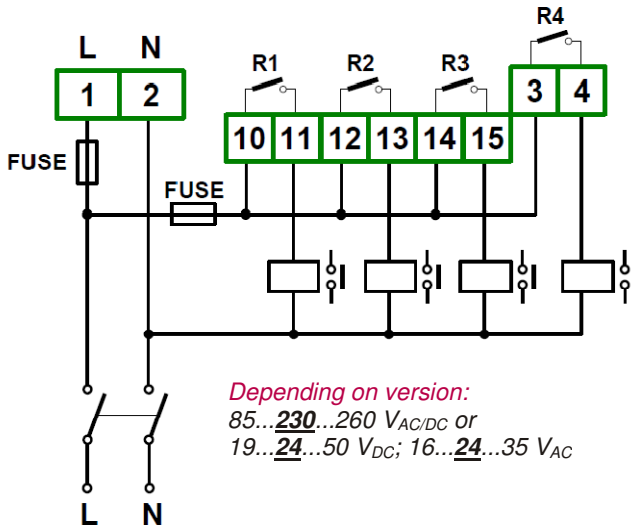 R4
L N
R1 R2 R3
1 2
3 4
10 11 12 13 14 15
FUSE
FUSE
Depending on version:
85...230...260 VAC/DC or
19...24...50 VDC; 16...24...35 VAC
L N